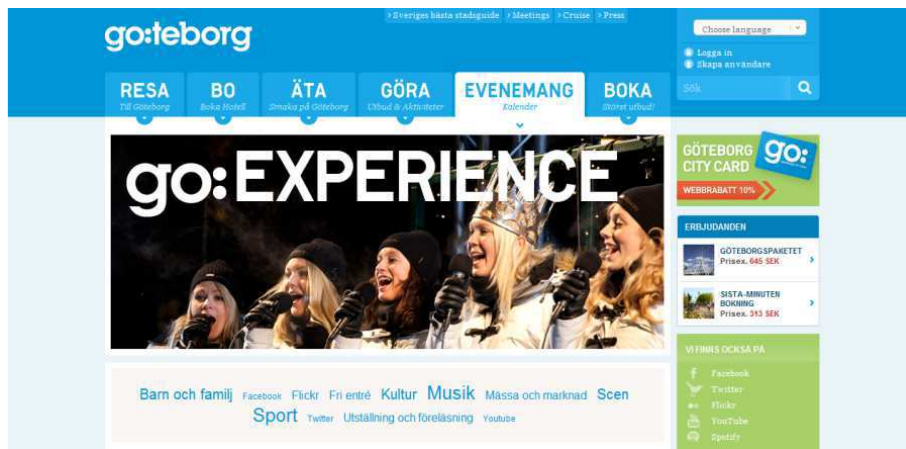 > Sveriges bästa stadsguide > Meetings > Cruise > Press
go:teborg
Choose language
Logga in
Skapa användare
Sök
RESA
Till Göteborg
BO
Boka Hotell
ÄTA
Smaka på Göteborg
GÖRA
Utbud & Aktiviteter
EVENEMANG
Kalender
BOKA
Störst utbud!
go:EXPERIENCE
GÖTEBORG
CITY CARD
go:
WEBBRABATT 10%
ERBJUDANDEN
GÖTEBORGSPAKETET
Prisex. 645 SEK
SISTA-MINUTEN
BOKNING
Prisex. 313 SEK
VI FINNS OCKSÅ PÅ
Facebook
Twitter
Flickr
YouTube
Spotify
Barn och familj Facebook Flickr Fri entré Kultur Musik Mässa och marknad Scen
Sport Twitter Utställning och föreläsning Youtube